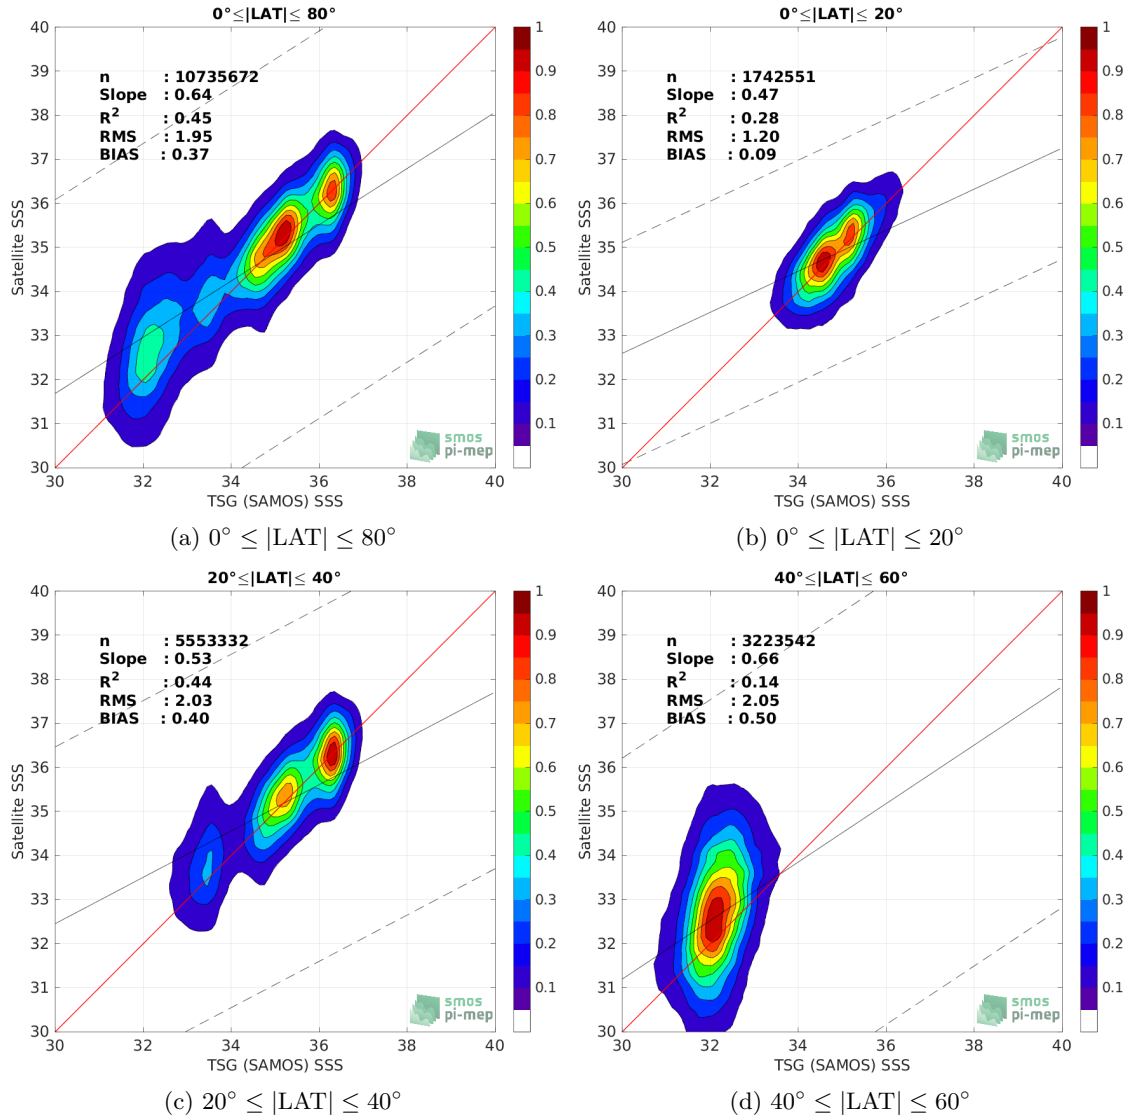 0°≤|LAT|≤ 80°
40
39
38
37
36
35
34
33
32
31
30
Satellite SSS
n : 10735672
Slope : 0.64
R² : 0.45
RMS : 1.95
BIAS : 0.37
smos
pi-mep
30 32 34 36 38 40
TSG (SAMOS) SSS
1
0.9
0.8
0.7
0.6
0.5
0.4
0.3
0.2
0.1
(a) 0° ≤ |LAT| ≤ 80°
0°≤|LAT|≤ 20°
40
39
38
37
36
35
34
33
32
31
30
Satellite SSS
n : 1742551
Slope : 0.47
R² : 0.28
RMS : 1.20
BIAS : 0.09
smos
pi-mep
30 32 34 36 38 40
TSG (SAMOS) SSS
1
0.9
0.8
0.7
0.6
0.5
0.4
0.3
0.2
0.1
(b) 0° ≤ |LAT| ≤ 20°
20°≤|LAT|≤ 40°
40
39
38
37
36
35
34
33
32
31
30
Satellite SSS
n : 5553332
Slope : 0.53
R² : 0.44
RMS : 2.03
BIAS : 0.40
smos
pi-mep
30 32 34 36 38 40
TSG (SAMOS) SSS
1
0.9
0.8
0.7
0.6
0.5
0.4
0.3
0.2
0.1
(c) 20° ≤ |LAT| ≤ 40°
40°≤|LAT|≤ 60°
40
39
38
37
36
35
34
33
32
31
30
Satellite SSS
n : 3223542
Slope : 0.66
R² : 0.14
RMS : 2.05
BIAS : 0.50
smos
pi-mep
30 32 34 36 38 40
TSG (SAMOS) SSS
1
0.9
0.8
0.7
0.6
0.5
0.4
0.3
0.2
0.1
(d) 40° ≤ |LAT| ≤ 60°